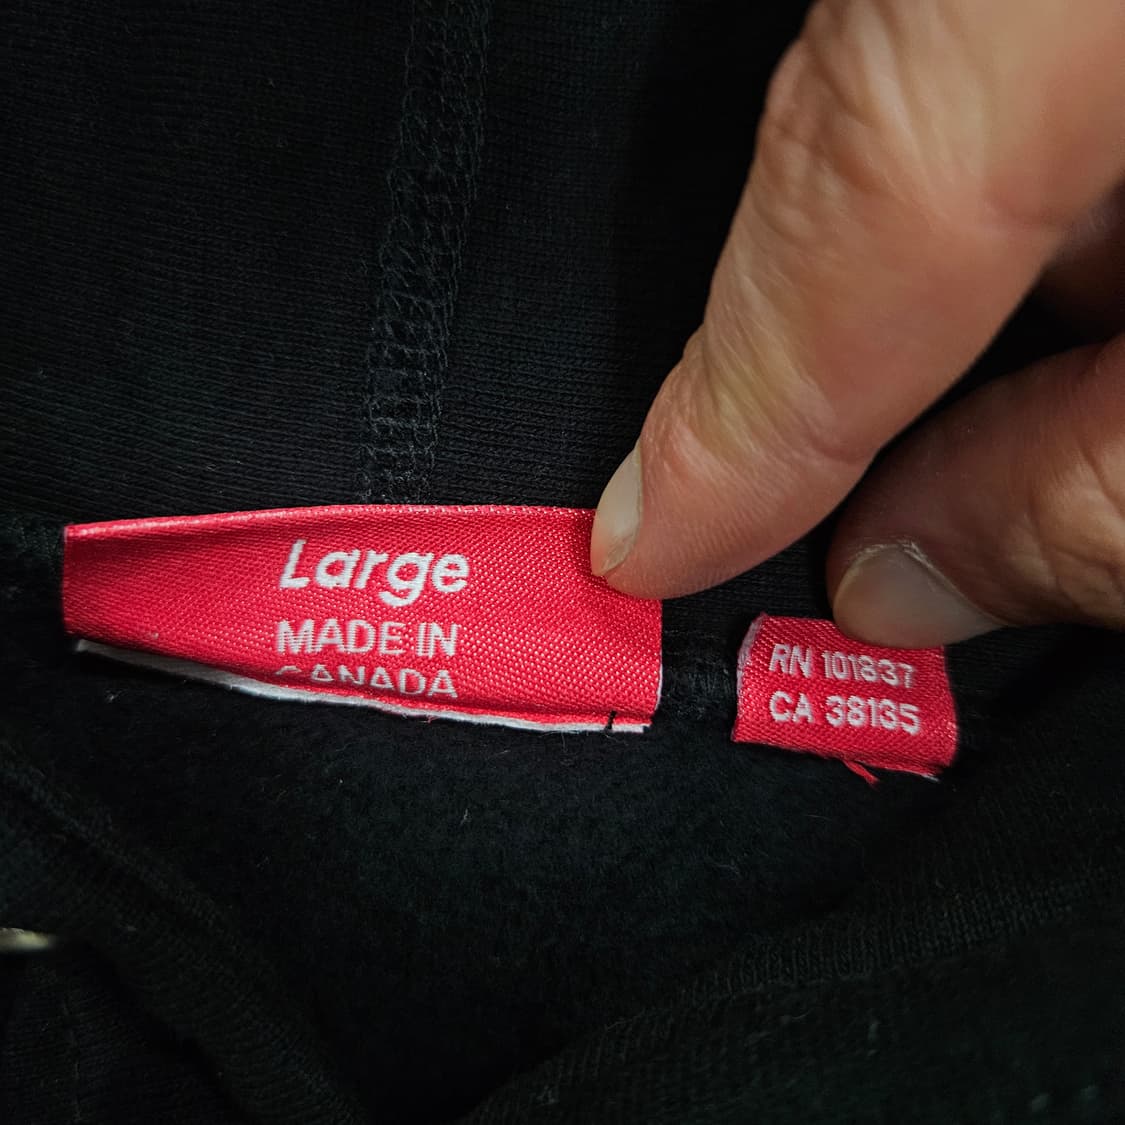 Large
MADE IN
CANADA
RN 101837
CA 38135